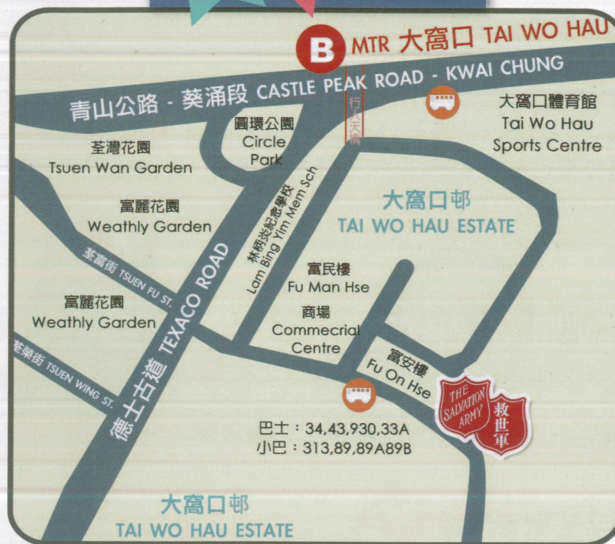 B MTR 大窩口 TAI WO HAU
青山公路 - 葵涌段 CASTLE PEAK ROAD - KWAI CHUNG
行人天橋
大窩口體育館
Tai Wo Hau
Sports Centre
圓環公園
Circle
Park
荃灣花園
Tsuen Wan Garden
富麗花園
Weathly Garden
林炳炎紀念學校
Lam Bing Yim Mem Sch
大窩口邨
TAI WO HAU ESTATE
荃富街 TSUEN FU ST.
富民樓
Fu Man Hse
商場
Commecrial
Centre
富麗花園
Weathly Garden
德士古道 TEXACO ROAD
荃榮街 TSUEN WING ST.
富安樓
Fu On Hse
THE
SALVATION
ARMY
救世軍
巴士：34,43,930,33A
小巴：313,89,89A89B
大窩口邨
TAI WO HAU ESTATE